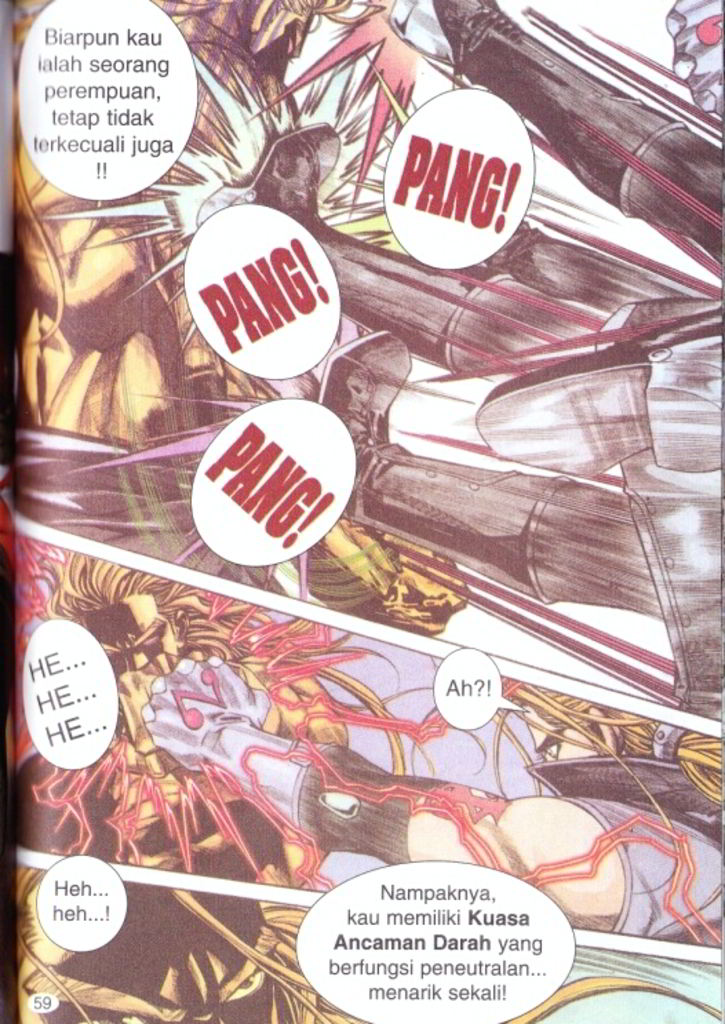 Biarpun kau
ialah seorang
perempuan,
tetap tidak
terkecuali juga
!!
PANG!
PANG!
PANG!
HE...
HE...
HE...
Ah?!
Heh...
heh...!
Nampaknya,
kau memiliki Kuasa
Ancaman Darah yang
berfungsi peneutralan...
menarik sekali!
59